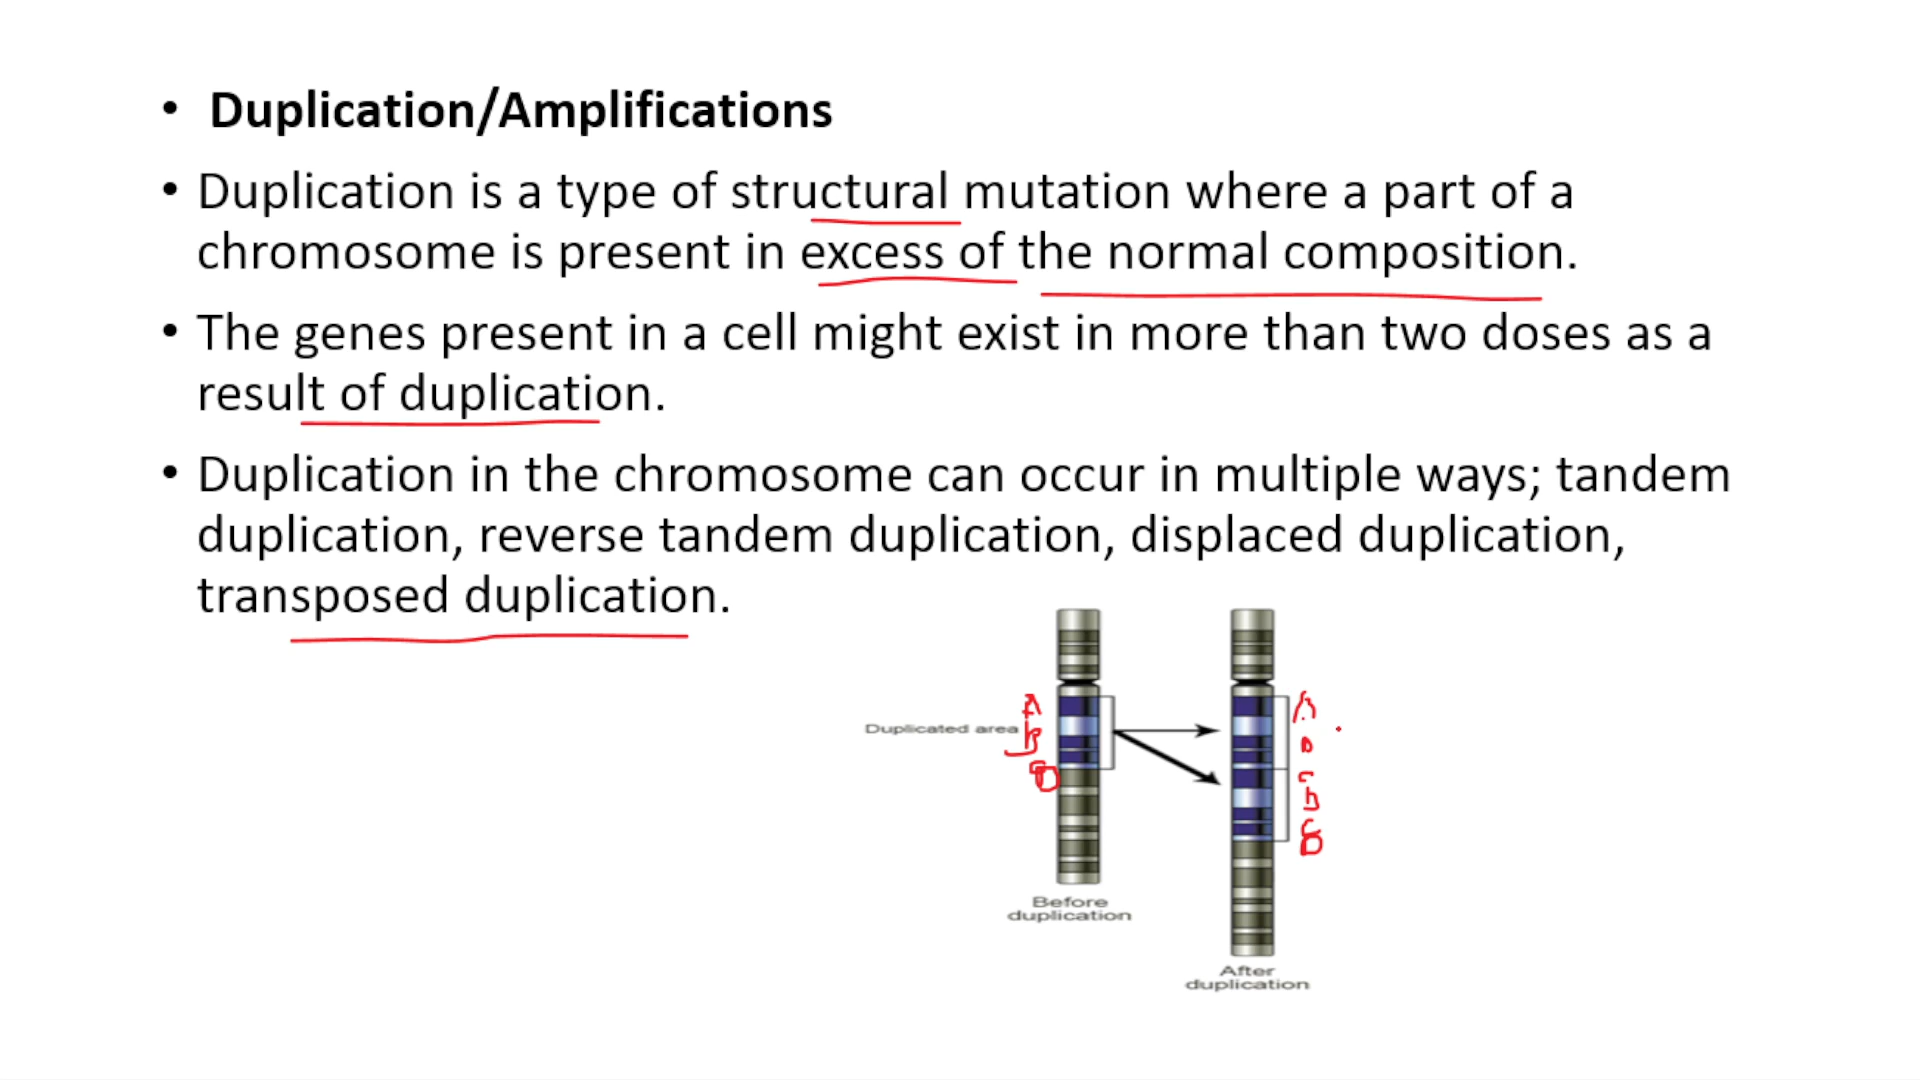 • Duplication/Amplifications
• Duplication is a type of structural mutation where a part of a
chromosome is present in excess of the normal composition.
• The genes present in a cell might exist in more than two doses as a
result of duplication.
• Duplication in the chromosome can occur in multiple ways; tandem
duplication, reverse tandem duplication, displaced duplication,
transposed duplication.
Duplicated area
A
B
D
A
B
D
Before
duplication
After
duplication